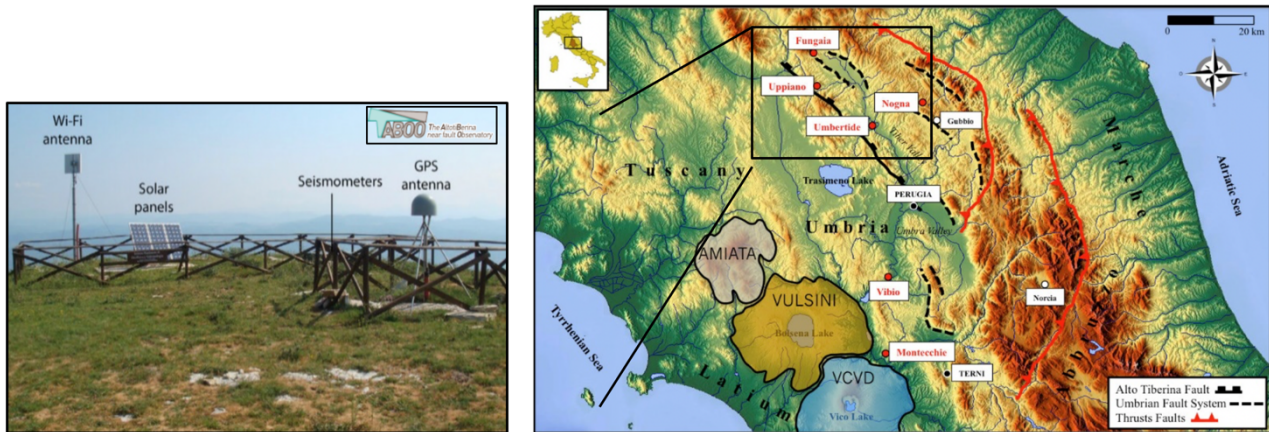 Wi-Fi
antenna
Solar
panels
Seismometers
GPS
antenna
ABOO
The AltotiBerina
near fault Observatory
20 km
N
Fungaia
Uppiano
Nogna
Gubbio
Umbertide
Tuscany
Trasimeno Lake
PERUGIA
Umbria
Umbra Valley
Marche
Adriatic Sea
AMIATA
VULSINI
Bolsena Lake
Vibio
Norcia
Abruzzo
Tyrrhenian Sea
Montecchie
TERNI
Latium
VCVD
Vico Lake
Alto Tiberina Fault
Umbrian Fault System
Thrusts Faults